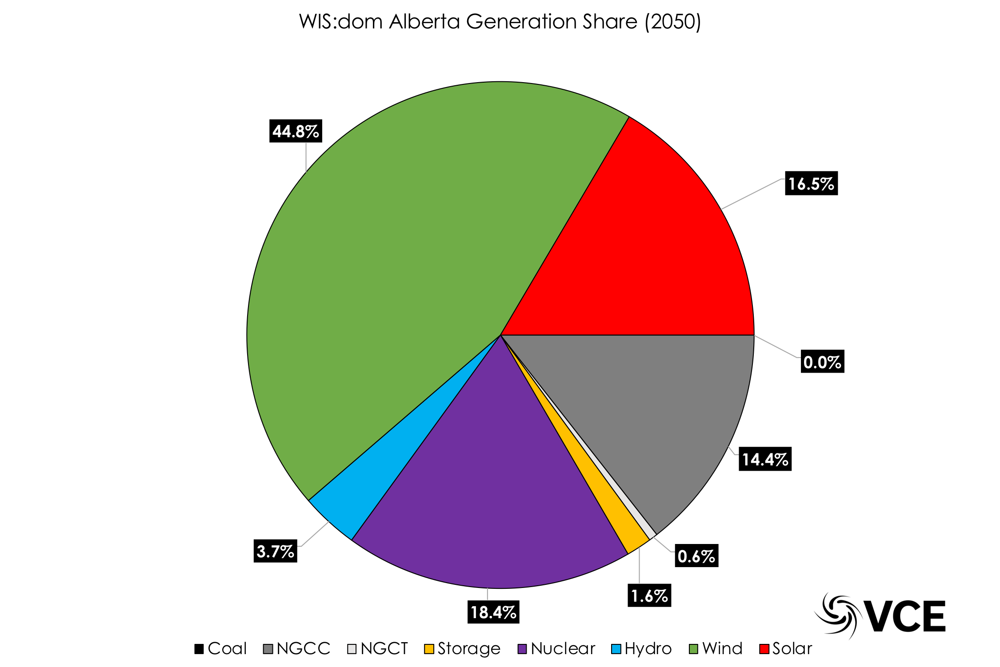 WIS:dom Alberta Generation Share (2050)
44.8%
16.5%
0.0%
14.4%
3.7%
0.6%
1.6%
18.4%
VCE
Coal NGCC NGCT Storage Nuclear Hydro Wind Solar